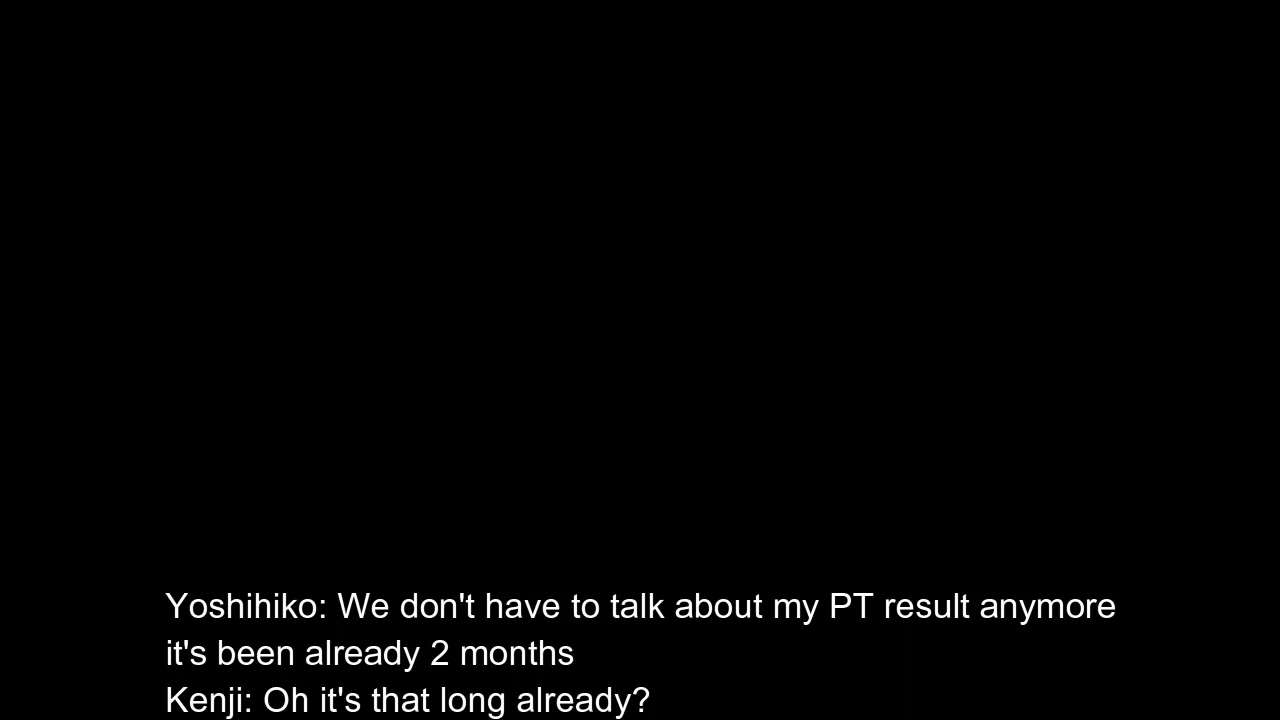 Yoshihiko: We don't have to talk about my PT result anymore
it's been already 2 months
Kenji: Oh it's that long already?